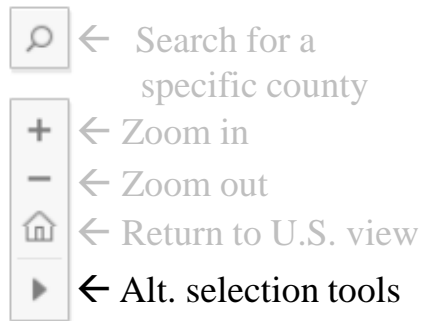 ← Search for a
specific county
← Zoom in
← Zoom out
← Return to U.S. view
← Alt. selection tools